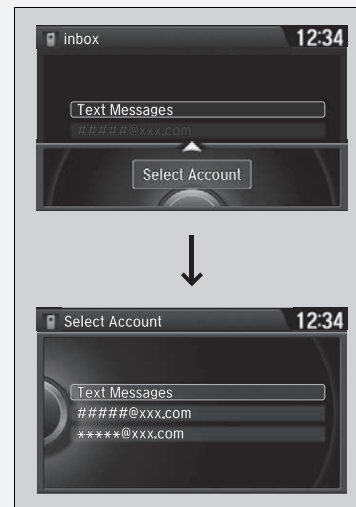 inbox 12:34
Text Messages
#####@xxx.com
Select Account
Select Account 12:34
Text Messages
#####@xxx.com
*****@xxx.com